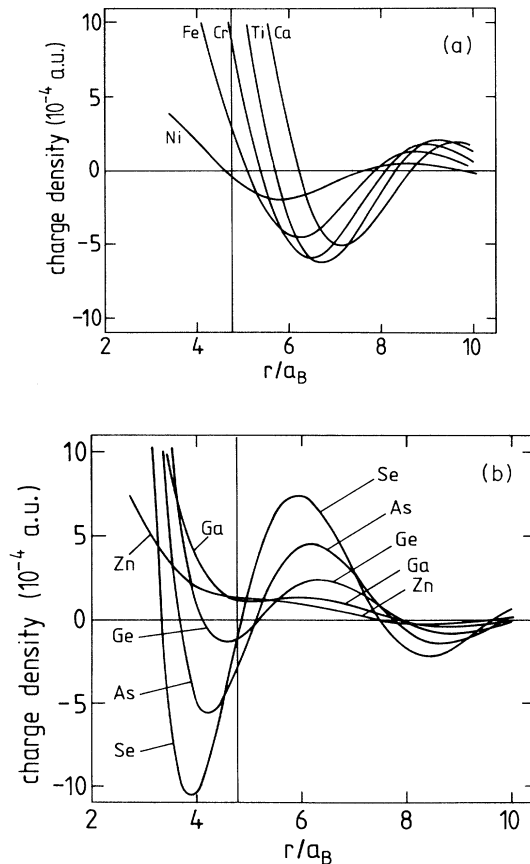 10
5
0
-5
-10
charge density (10⁻⁴ a.u.)
Fe Cr Ti Ca
(a)
Ni
4 6 8 10
r/a_B
10
5
0
-5
-10
charge density (10⁻⁴ a.u.)
(b)
Se
As
Ge
Ga
Zn
Ga
Zn
Ge
As
Se
2 4 6 8 10
r/a_B